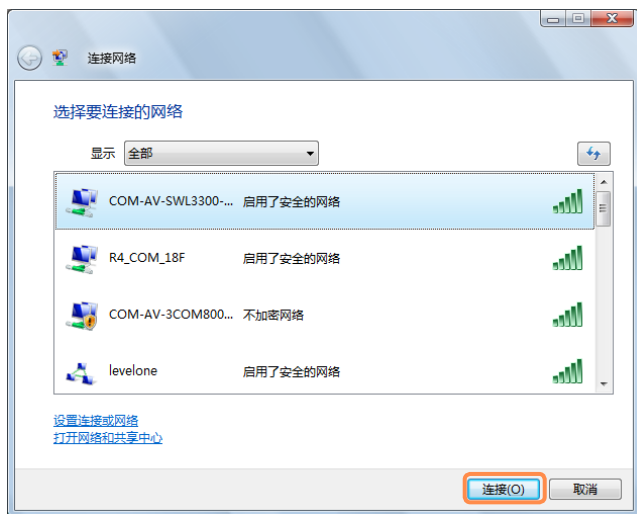 连接网络
选择要连接的网络
显示 全部
COM-AV-SWL3300-... 启用了安全的网络
R4_COM_18F 启用了安全的网络
COM-AV-3COM800... 不加密网络
levelone 启用了安全的网络
设置连接或网络
打开网络和共享中心
连接(O) 取消